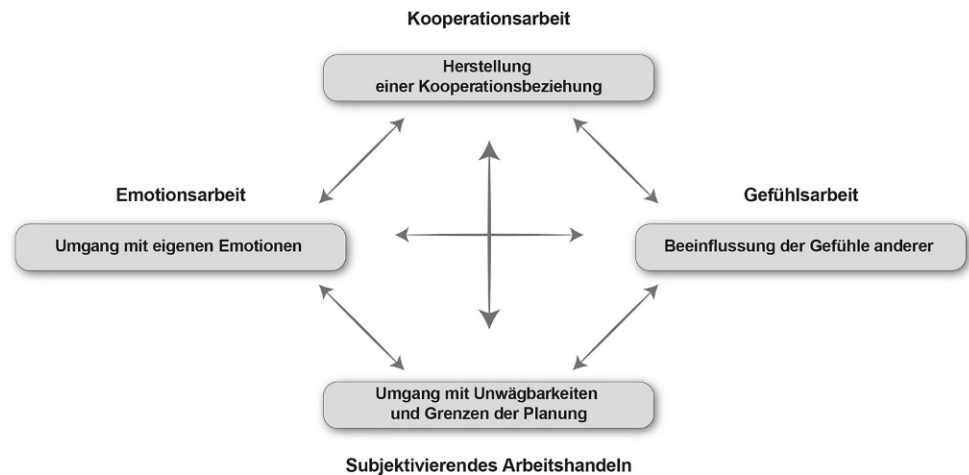 Kooperationsarbeit
Herstellung
einer Kooperationsbeziehung
Emotionsarbeit
Gefühlsarbeit
Umgang mit eigenen Emotionen
Beeinflussung der Gefühle anderer
Umgang mit Unwägbarkeiten
und Grenzen der Planung
Subjektivierendes Arbeitshandeln